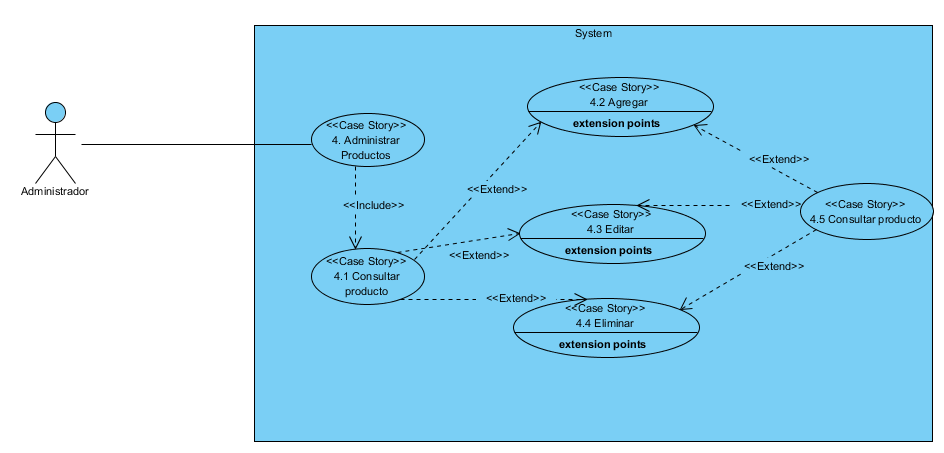 System
<<Case Story>>
4.2 Agregar
extension points
<<Case Story>>
4. Administrar
Productos
Administrador
<<Extend>>
<<Extend>>
<<Include>>
<<Extend>>
<<Case Story>>
4.5 Consultar producto
<<Case Story>>
4.3 Editar
extension points
<<Extend>>
<<Case Story>>
4.1 Consultar
producto
<<Extend>>
<<Extend>>
<<Case Story>>
4.4 Eliminar
extension points